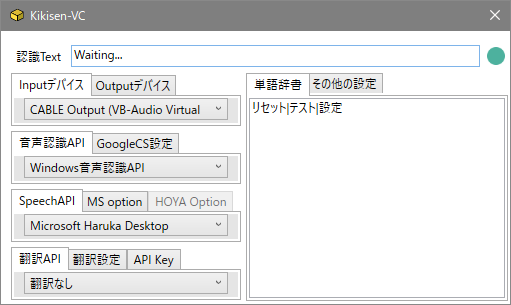 Kikisen-VC
認識Text Waiting...
Inputデバイス Outputデバイス
CABLE Output (VB-Audio Virtual
音声認識API GoogleCS設定
Windows音声認識API
SpeechAPI MS option HOYA Option
Microsoft Haruka Desktop
翻訳API 翻訳設定 API Key
翻訳なし
単語辞書 その他の設定
リセット|テスト|設定